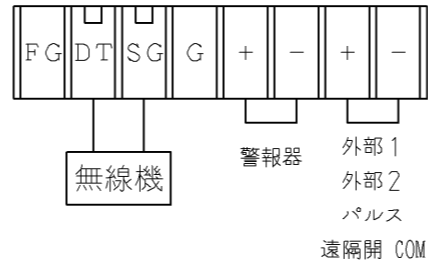 FG DT SG G + - + -
無線機
警報器
外部1
外部2
パルス
遠隔開 COM